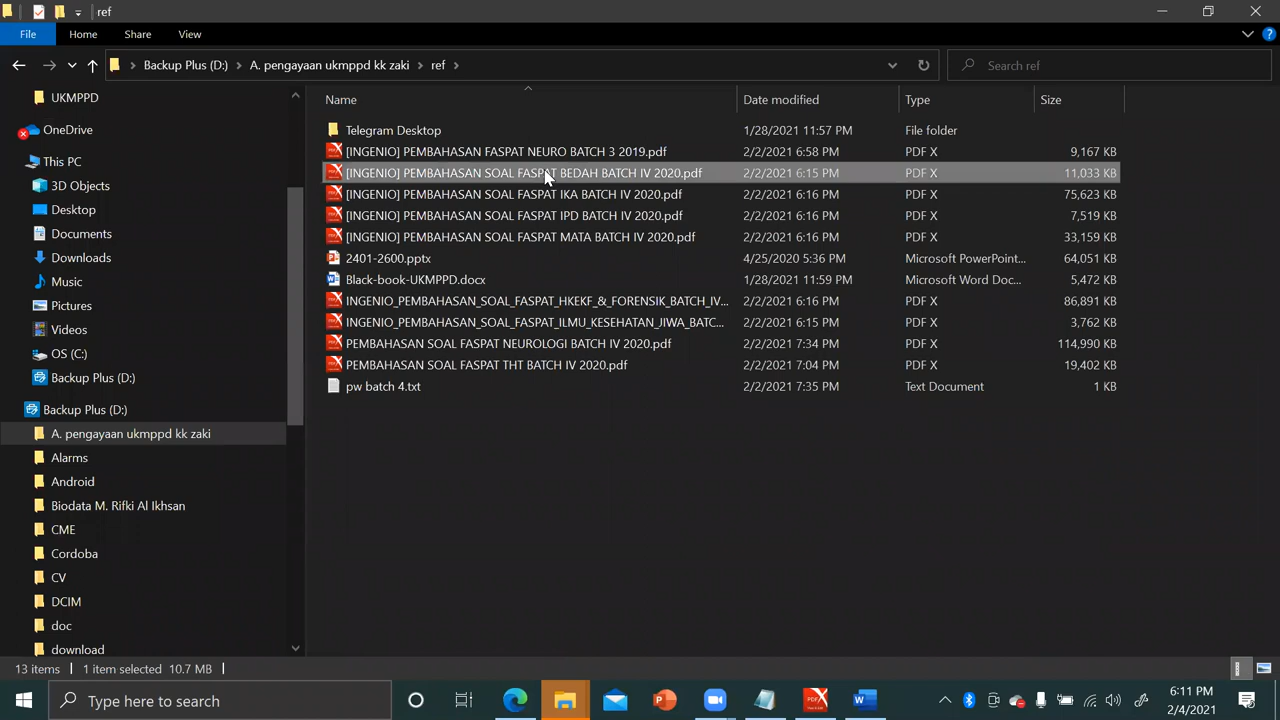 ref
File Home Share View
Backup Plus (D:) A. pengayaan ukmppd kk zaki ref
Search ref
UKMPPD
OneDrive
This PC
3D Objects
Desktop
Documents
Downloads
Music
Pictures
Videos
OS (C:)
Backup Plus (D:)
Backup Plus (D:)
A. pengayaan ukmppd kk zaki
Alarms
Android
Biodata M. Rifki Al Ikhsan
CME
Cordoba
CV
DCIM
doc
download
Name Date modified Type Size
Telegram Desktop 1/28/2021 11:57 PM File folder
[INGENIO] PEMBAHASAN FASPAT NEURO BATCH 3 2019.pdf 2/2/2021 6:58 PM PDF X 9,167 KB
[INGENIO] PEMBAHASAN SOAL FASPAT BEDAH BATCH IV 2020.pdf 2/2/2021 6:15 PM PDF X 11,033 KB
[INGENIO] PEMBAHASAN SOAL FASPAT IKA BATCH IV 2020.pdf 2/2/2021 6:16 PM PDF X 75,623 KB
[INGENIO] PEMBAHASAN SOAL FASPAT IPD BATCH IV 2020.pdf 2/2/2021 6:16 PM PDF X 7,519 KB
[INGENIO] PEMBAHASAN SOAL FASPAT MATA BATCH IV 2020.pdf 2/2/2021 6:16 PM PDF X 33,159 KB
2401-2600.pptx 4/25/2020 5:36 PM Microsoft PowerPoint... 64,051 KB
Black-book-UKMPPD.docx 1/28/2021 11:59 PM Microsoft Word Doc... 5,472 KB
INGENIO_PEMBAHASAN_SOAL_FASPAT_HKEKF_&_FORENSIK_BATCH_IV... 2/2/2021 6:16 PM PDF X 86,891 KB
INGENIO_PEMBAHASAN_SOAL_FASPAT_ILMU_KESEHATAN_JIWA_BATC... 2/2/2021 6:15 PM PDF X 3,762 KB
PEMBAHASAN SOAL FASPAT NEUROLOGI BATCH IV 2020.pdf 2/2/2021 7:34 PM PDF X 114,990 KB
PEMBAHASAN SOAL FASPAT THT BATCH IV 2020.pdf 2/2/2021 7:04 PM PDF X 19,402 KB
pw batch 4.txt 2/2/2021 7:35 PM Text Document 1 KB
13 items 1 item selected 10.7 MB
Type here to search
6:11 PM
2/4/2021